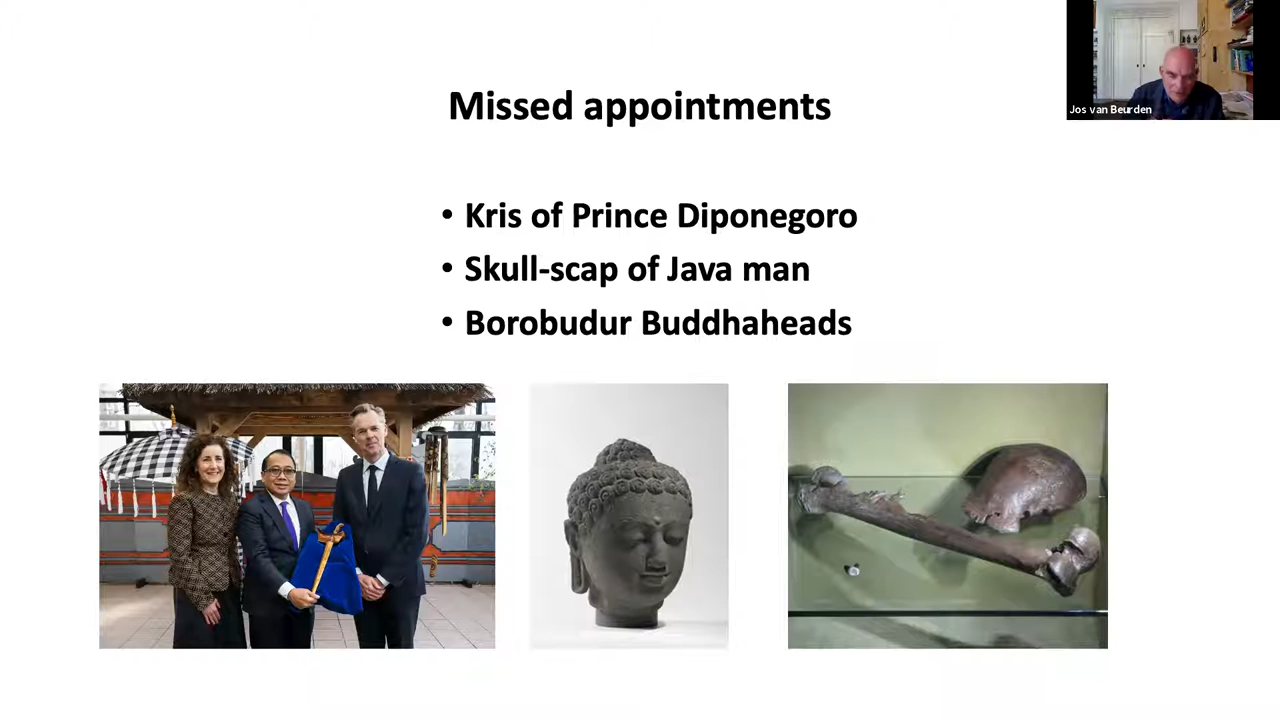 Missed appointments
Jos van Beurden
• Kris of Prince Diponegoro
• Skull-scap of Java man
• Borobudur Buddhaheads